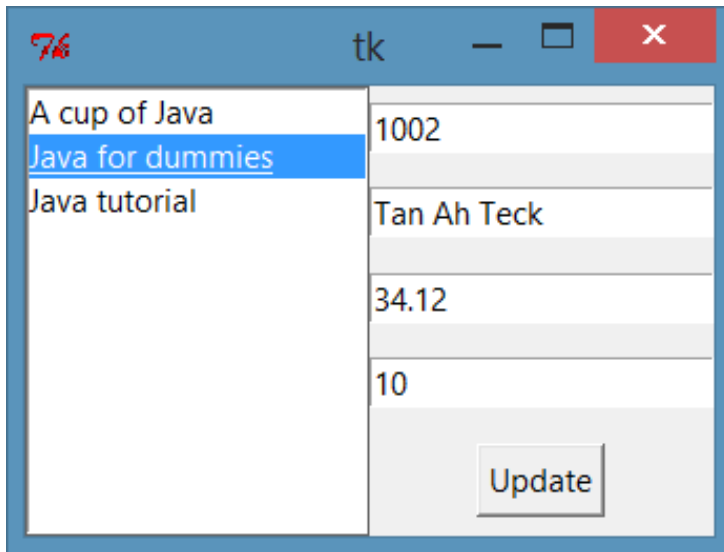 tk
A cup of Java
Java for dummies
Java tutorial
1002
Tan Ah Teck
34.12
10
Update